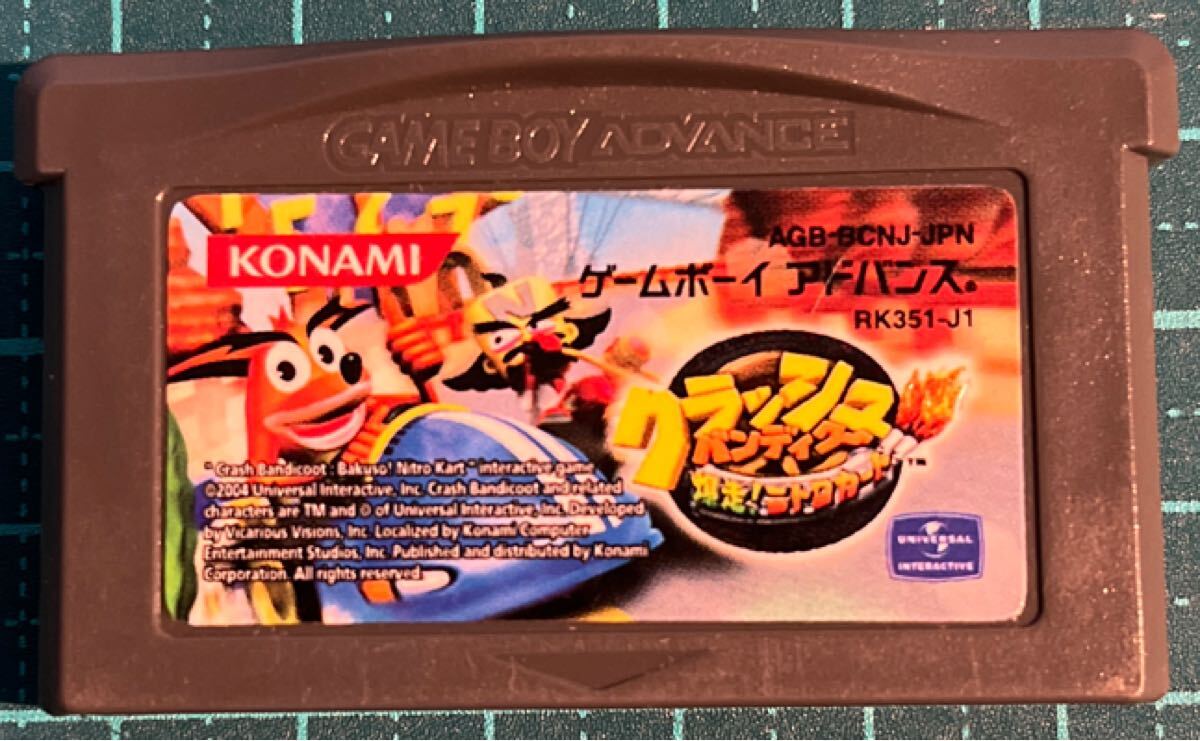 GAME BOY ADVANCE
KONAMI
AGB-BCNJ-JPN
ゲームボーイ アドバンス®
RK351-J1
クラッシュ
バンディクー
爆走!ニトロカート
™
"Crash Bandicoot : Bakuso! Nitro Kart" interactive game
©2004 Universal Interactive, Inc. Crash Bandicoot and related
characters are TM and © of Universal Interactive, Inc. Developed
by Vicarious Visions, Inc. Localized by Konami Computer
Entertainment Studios, Inc. Published and distributed by Konami
Corporation. All rights reserved.
UNIVERSAL
INTERACTIVE
N